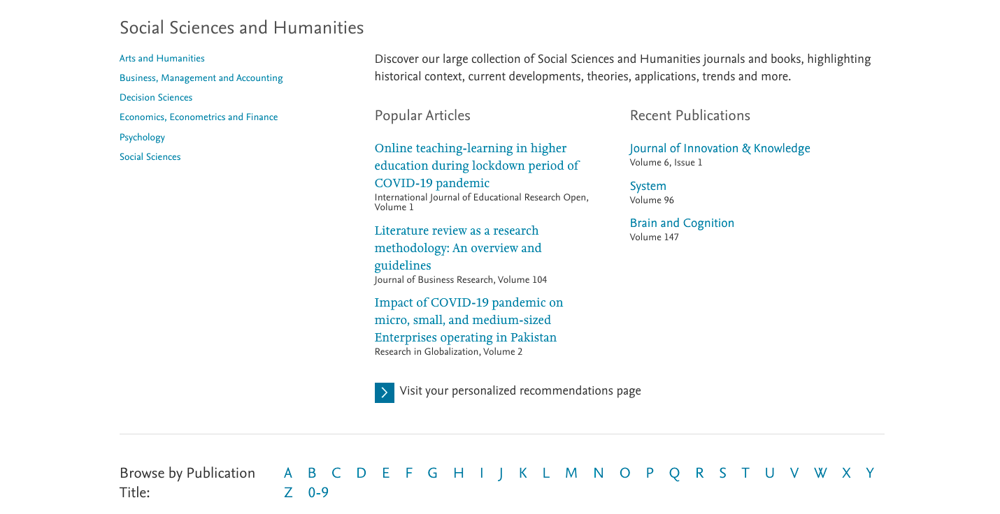 Social Sciences and Humanities
Arts and Humanities
Business, Management and Accounting
Decision Sciences
Economics, Econometrics and Finance
Psychology
Social Sciences
Discover our large collection of Social Sciences and Humanities journals and books, highlighting
historical context, current developments, theories, applications, trends and more.
Popular Articles
Online teaching-learning in higher
education during lockdown period of
COVID-19 pandemic
International Journal of Educational Research Open,
Volume 1
Literature review as a research
methodology: An overview and
guidelines
Journal of Business Research, Volume 104
Impact of COVID-19 pandemic on
micro, small, and medium-sized
Enterprises operating in Pakistan
Research in Globalization, Volume 2
Recent Publications
Journal of Innovation & Knowledge
Volume 6, Issue 1
System
Volume 96
Brain and Cognition
Volume 147
Visit your personalized recommendations page
Browse by Publication
Title:
A B C D E F G H I J K L M N O P Q R S T U V W X Y
Z 0-9